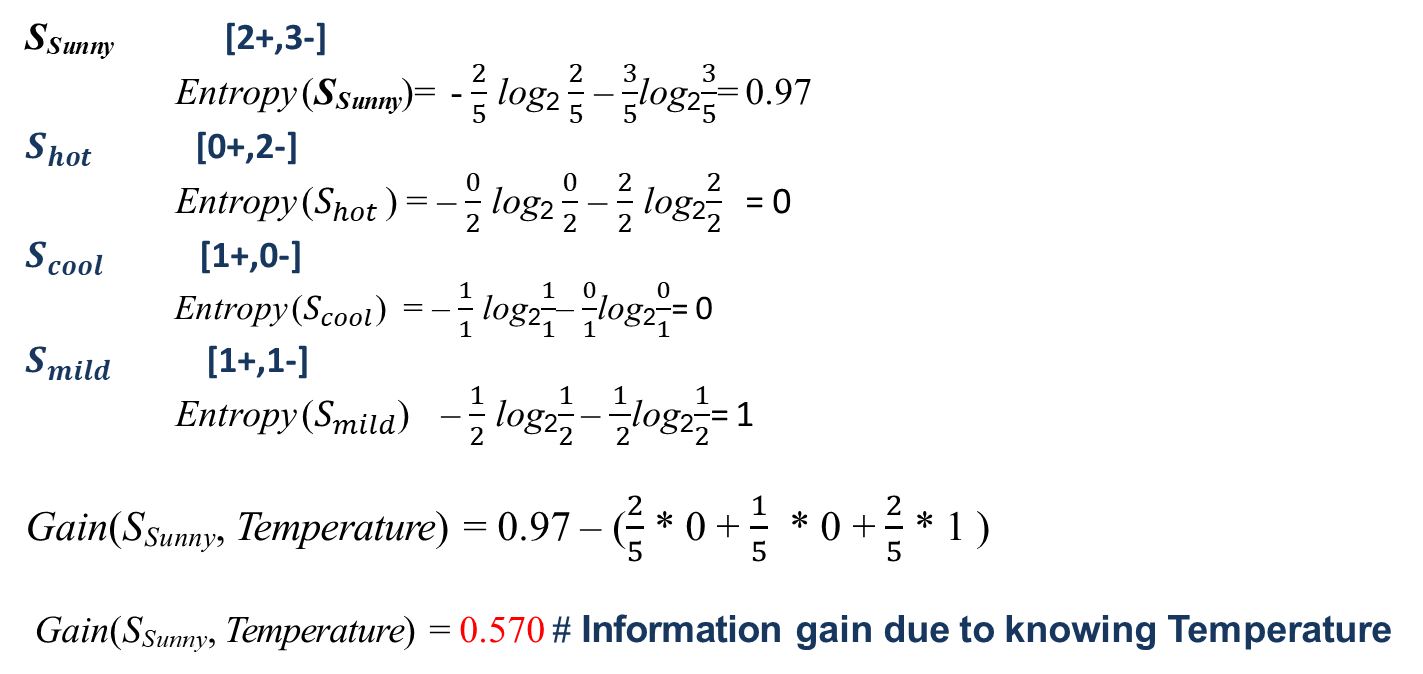 S_Sunny [2+,3-]
Entropy(S_Sunny)= - 2/5 log2 2/5 – 3/5 log2 3/5 = 0.97
S_hot [0+,2-]
Entropy(S_hot ) = – 0/2 log2 0/2 – 2/2 log2 2/2 = 0
S_cool [1+,0-]
Entropy(S_cool) = – 1/1 log2 1/1 – 0/1 log2 0/1 = 0
S_mild [1+,1-]
Entropy(S_mild) – 1/2 log2 1/2 – 1/2 log2 1/2 = 1
Gain(S_Sunny, Temperature) = 0.97 – (2/5 * 0 + 1/5 * 0 + 2/5 * 1 )
Gain(S_Sunny, Temperature) = 0.570 # Information gain due to knowing Temperature